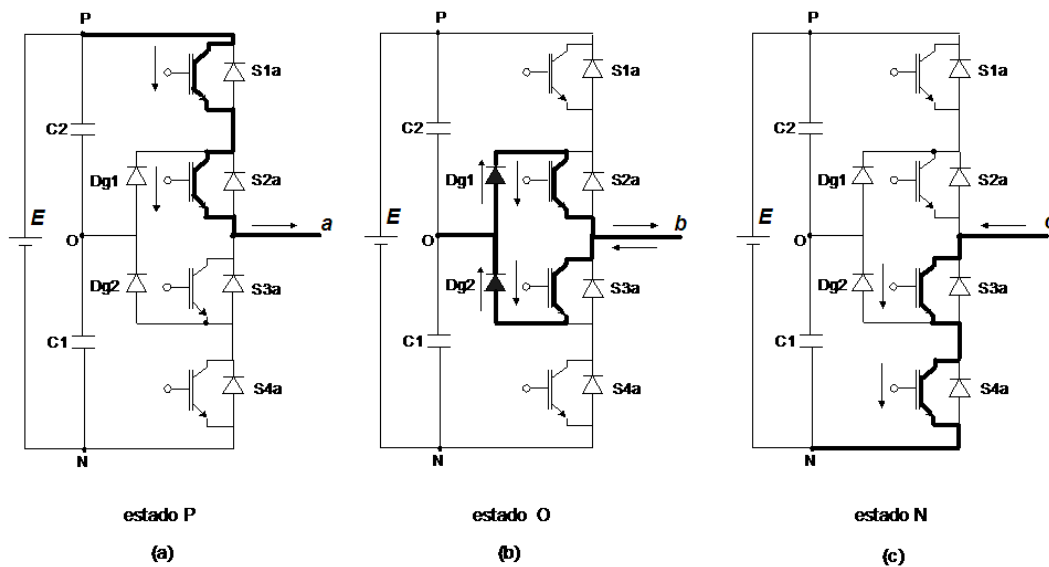 P
S1a
C2
Dg1
S2a
E
O
a
Dg2
S3a
C1
S4a
N
estado P
(a)
P
S1a
C2
Dg1
S2a
E
O
b
Dg2
S3a
C1
S4a
N
estado O
(b)
P
S1a
C2
Dg1
S2a
E
O
Dg2
S3a
C1
S4a
N
estado N
(c)